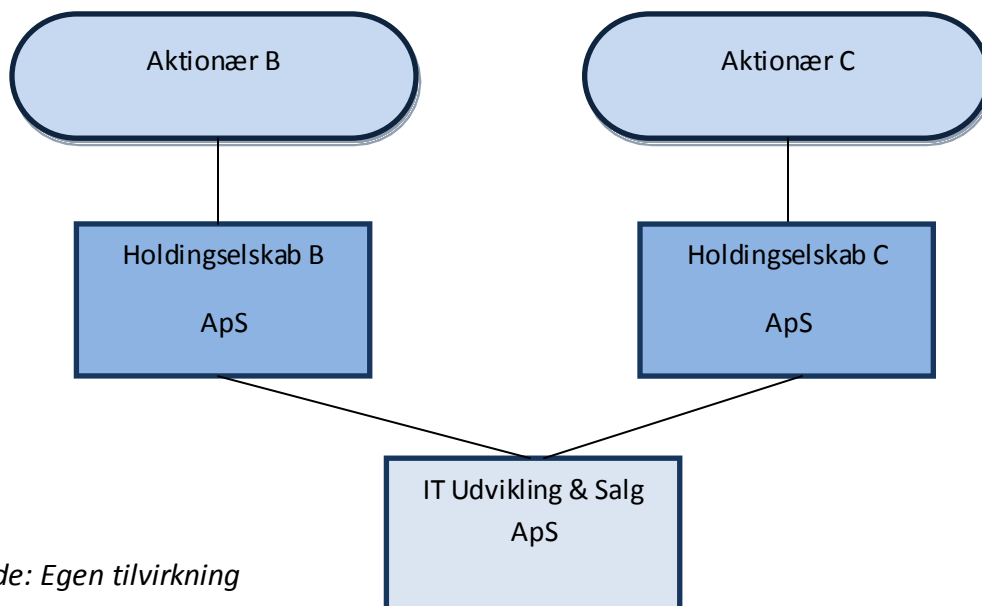 Aktionær B
Aktionær C
Holdingselskab B
ApS
Holdingselskab C
ApS
IT Udvikling & Salg
ApS
de: Egen tilvirkning